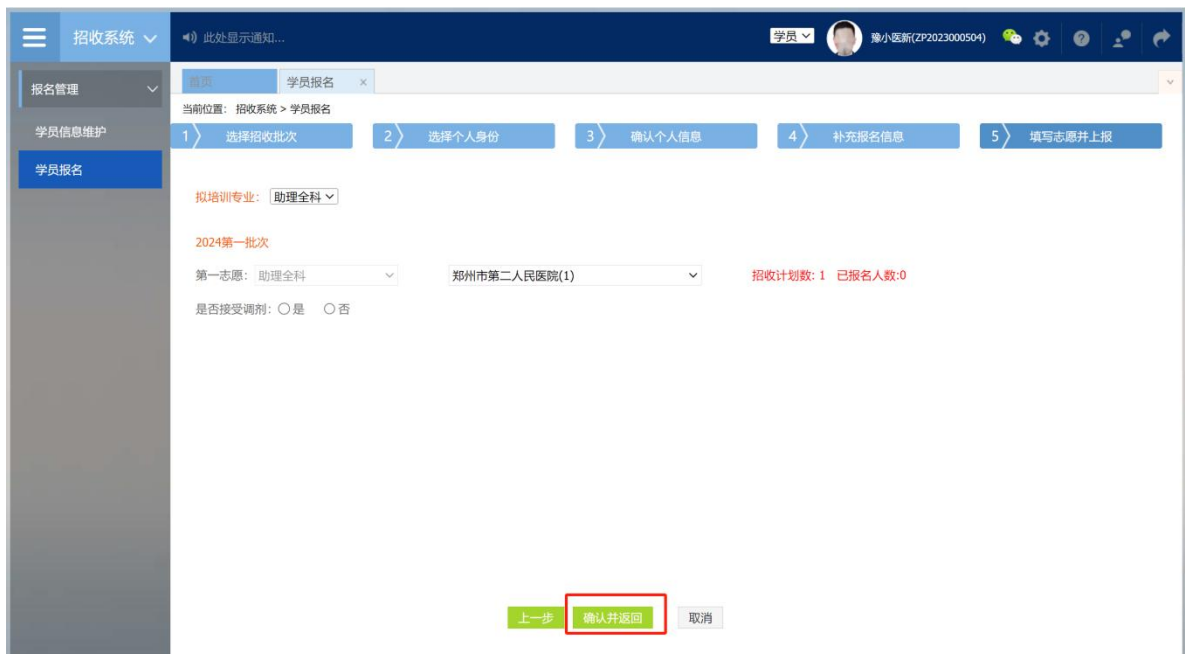 招收系统
此处显示通知...
学员
豫小医新(ZP2023000504)
报名管理
学员信息维护
学员报名
首页
学员报名 ×
当前位置: 招收系统 > 学员报名
1 选择招收批次
2 选择个人身份
3 确认个人信息
4 补充报名信息
5 填写志愿并上报
拟培训专业: 助理全科
2024第一批次
第一志愿: 助理全科 郑州市第二人民医院(1) 招收计划数: 1 已报名人数:0
是否接受调剂: 是 否
上一步 确认并返回 取消